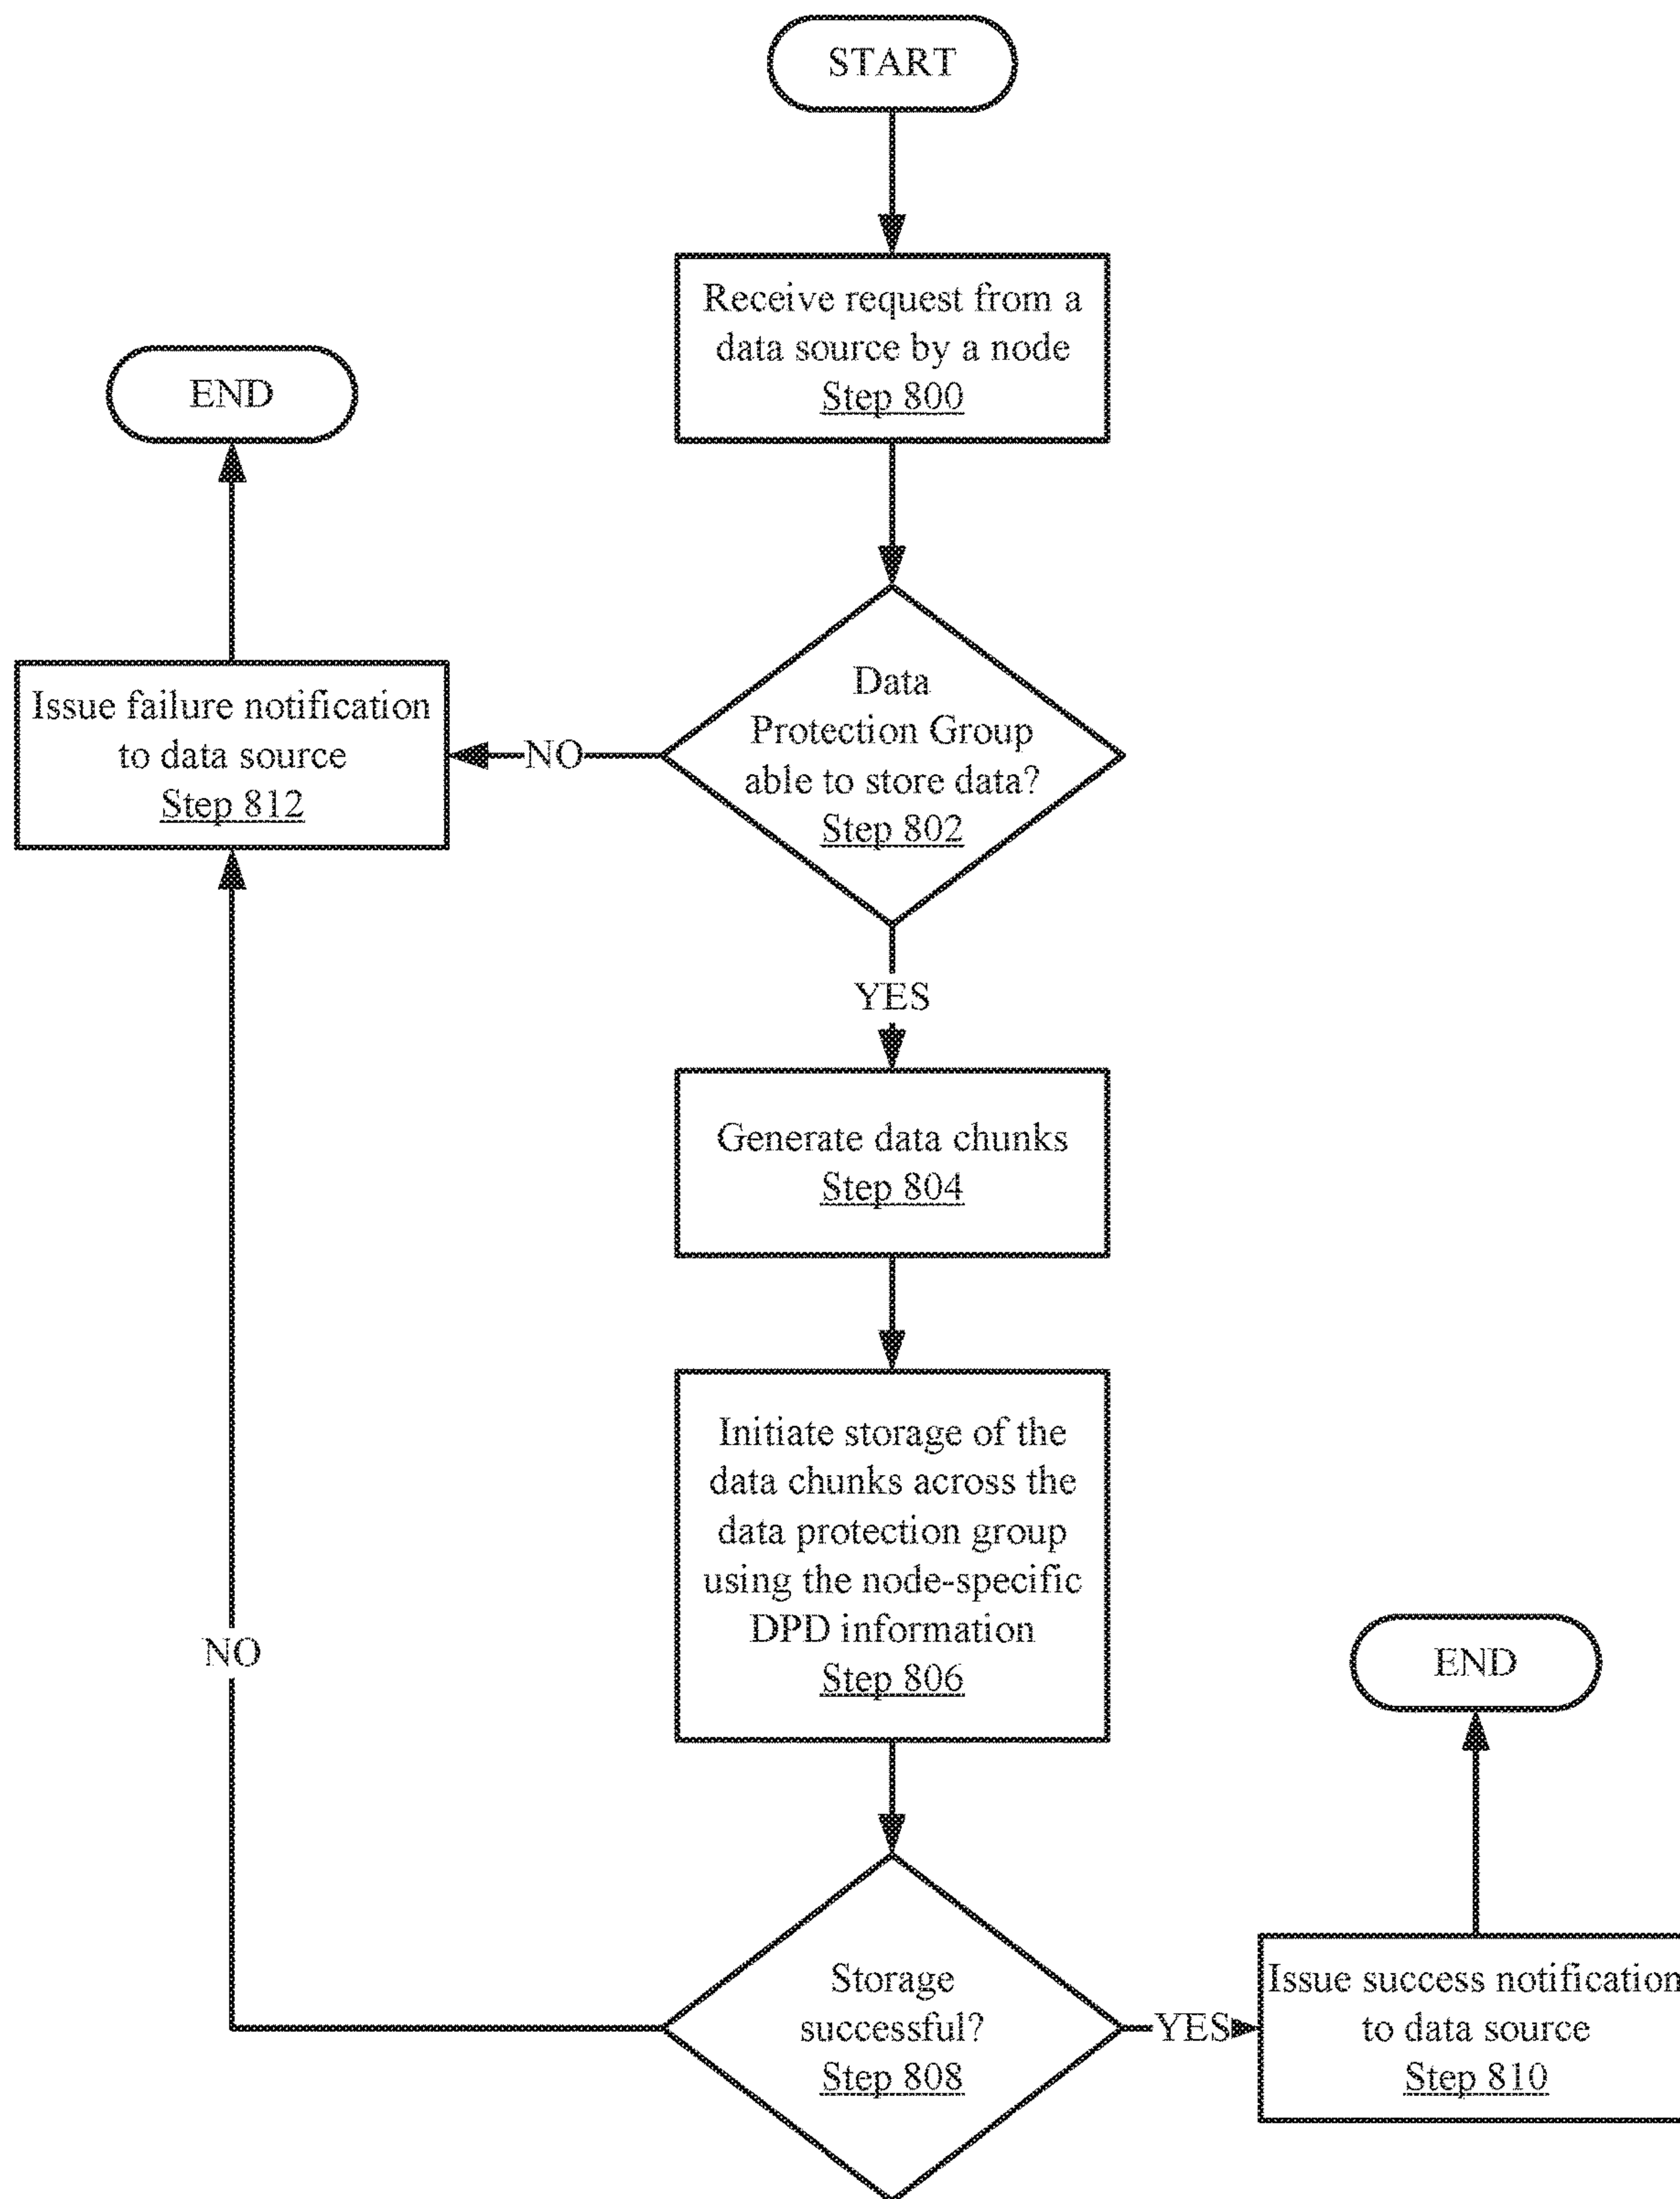 START
Receive request from a
data source by a node
Step 800
END
Data
Protection Group
able to store data?
Step 802
NO
Issue failure notification
to data source
Step 812
YES
Generate data chunks
Step 804
Initiate storage of the
data chunks across the
data protection group
using the node-specific
DPD information
Step 806
NO
END
Storage
successful?
Step 808
YES
Issue success notification
to data source
Step 810